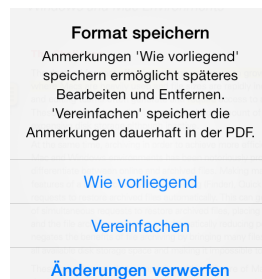 Format speichern
Anmerkungen 'Wie vorliegend'
speichern ermöglicht späteres
Bearbeiten und Entfernen.
'Vereinfachen' speichert die
Anmerkungen dauerhaft in der PDF.
Wie vorliegend
Vereinfachen
Änderungen verwerfen